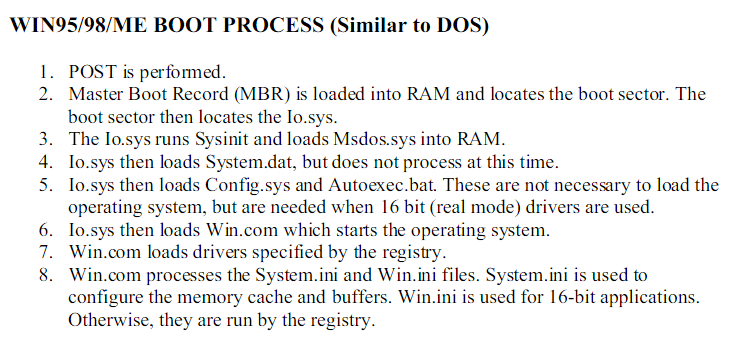 WIN95/98/ME BOOT PROCESS (Similar to DOS)
1. POST is performed.
2. Master Boot Record (MBR) is loaded into RAM and locates the boot sector. The
boot sector then locates the Io.sys.
3. The Io.sys runs Sysinit and loads Msdos.sys into RAM.
4. Io.sys then loads System.dat, but does not process at this time.
5. Io.sys then loads Config.sys and Autoexec.bat. These are not necessary to load the
operating system, but are needed when 16 bit (real mode) drivers are used.
6. Io.sys then loads Win.com which starts the operating system.
7. Win.com loads drivers specified by the registry.
8. Win.com processes the System.ini and Win.ini files. System.ini is used to
configure the memory cache and buffers. Win.ini is used for 16-bit applications.
Otherwise, they are run by the registry.